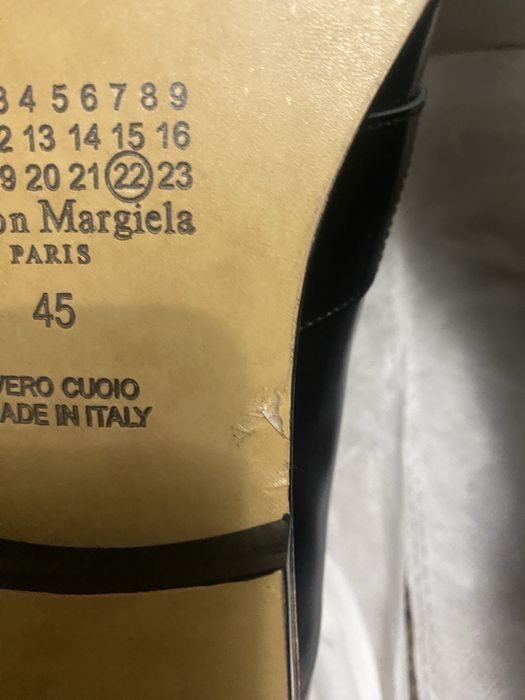 3 4 5 6 7 8 9
2 13 14 15 16
9 20 21 22 23
on Margiela
PARIS
45
VERO CUOIO
ADE IN ITALY